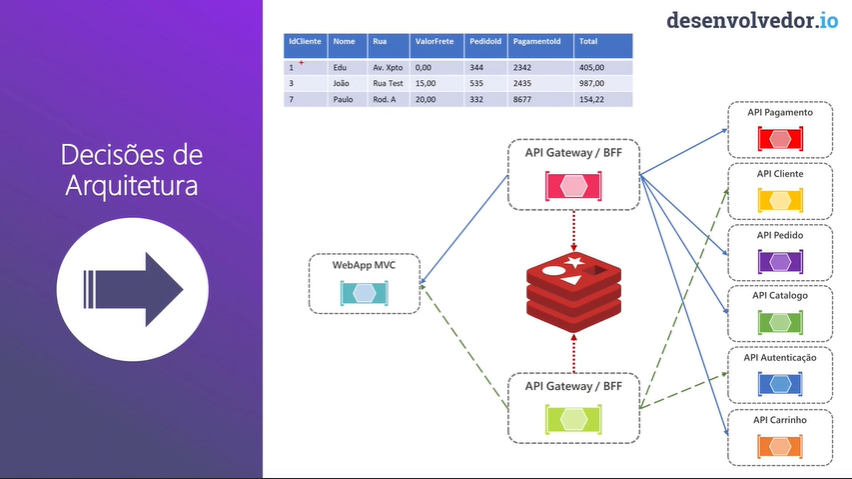 desenvolvedor.io
Decisões de
Arquitetura
IdCliente Nome Rua ValorFrete PedidoId PagamentoId Total
1 Edu Av. Xpto 0,00 344 2342 405,00
3 João Rua Test 15,00 535 2435 987,00
7 Paulo Rod. A 20,00 332 8677 154,22
API Gateway / BFF
WebApp MVC
API Gateway / BFF
API Pagamento
API Cliente
API Pedido
API Catalogo
API Autenticação
API Carrinho